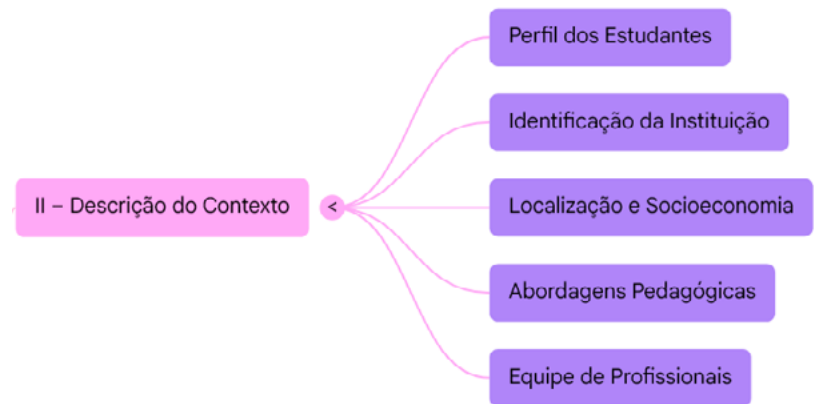 II – Descrição do Contexto
<
Perfil dos Estudantes
Identificação da Instituição
Localização e Socioeconomia
Abordagens Pedagógicas
Equipe de Profissionais